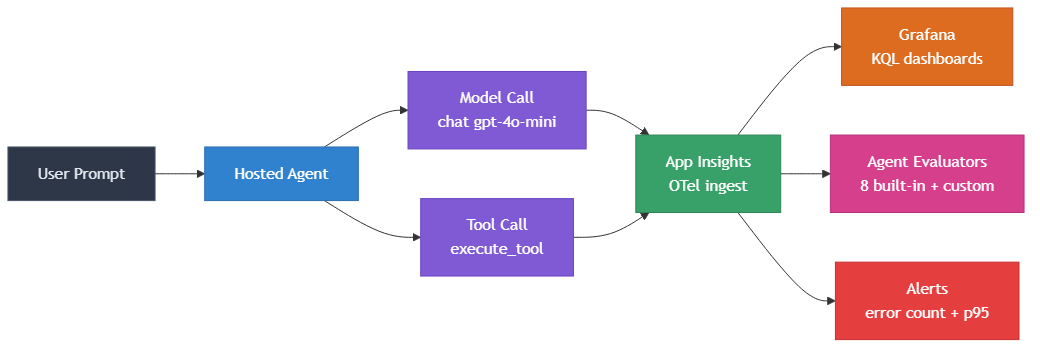 User Prompt
Hosted Agent
Model Call
chat gpt-4o-mini
Tool Call
execute_tool
App Insights
OTel ingest
Grafana
KQL dashboards
Agent Evaluators
8 built-in + custom
Alerts
error count + p95